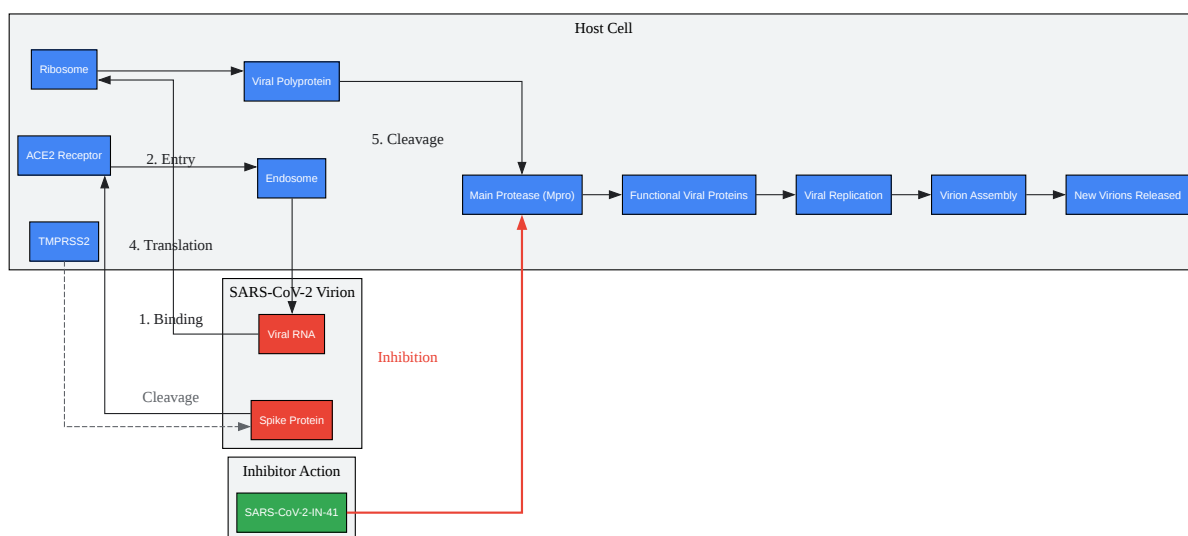 Host Cell
Ribosome
Viral Polyprotein
5. Cleavage
ACE2 Receptor
2. Entry
Endosome
Main Protease (Mpro)
Functional Viral Proteins
Viral Replication
Virion Assembly
New Virions Released
TMPRSS2
4. Translation
SARS-CoV-2 Virion
1. Binding
Viral RNA
Inhibition
Cleavage
Spike Protein
Inhibitor Action
SARS-CoV-2-IN-41